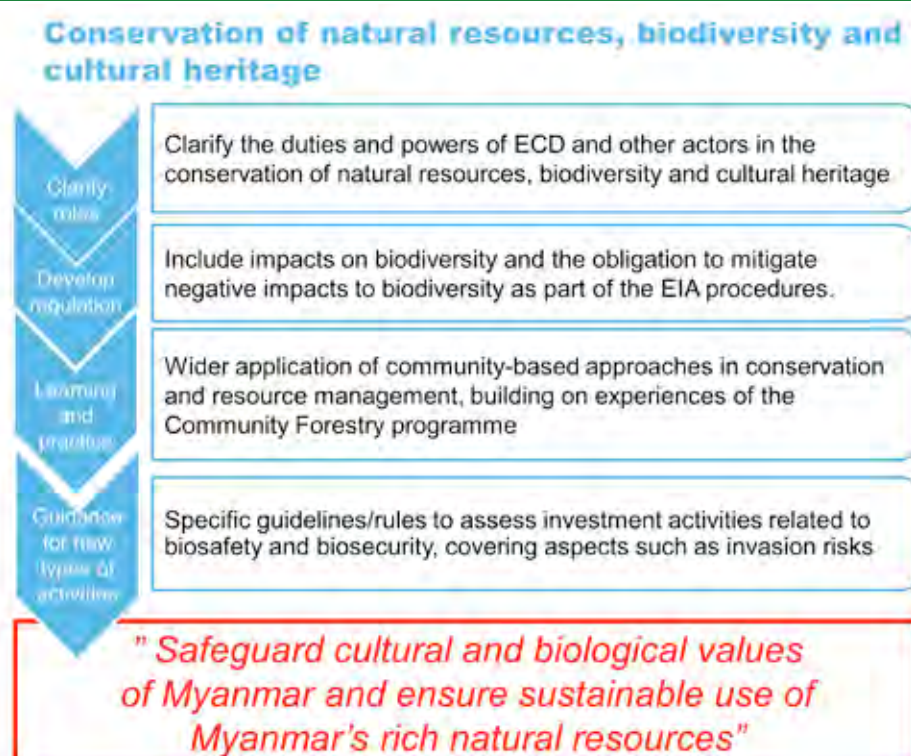 Conservation of natural resources, biodiversity and
cultural heritage
Clarify
roles
Clarify the duties and powers of ECD and other actors in the
conservation of natural resources, biodiversity and cultural heritage
Develop
regulation
Include impacts on biodiversity and the obligation to mitigate
negative impacts to biodiversity as part of the EIA procedures.
Learning
and
practice
Wider application of community-based approaches in conservation
and resource management, building on experiences of the
Community Forestry programme
Guidance
for new
types of
activities
Specific guidelines/rules to assess investment activities related to
biosafety and biosecurity, covering aspects such as invasion risks
” Safeguard cultural and biological values
of Myanmar and ensure sustainable use of
Myanmar’s rich natural resources”